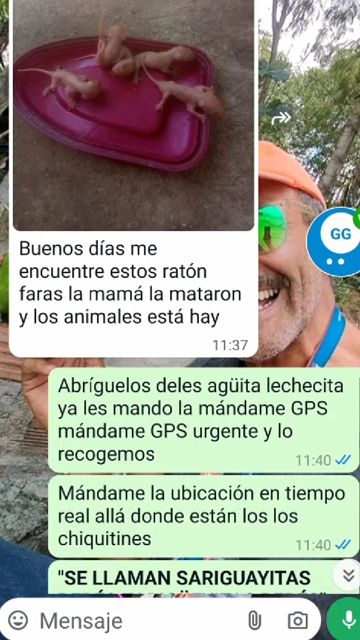 Buenos días me
encuentre estos ratón
faras la mamá la mataron
y los animales está hay
11:37
GG
Abríguelos deles agüita lechecita
ya les mando la mándame GPS
mándame GPS urgente y lo
recogemos
11:40
Mándame la ubicación en tiempo
real allá donde están los los
chiquitines
11:40
"SE LLAMAN SARIGUAYITAS
Mensaje